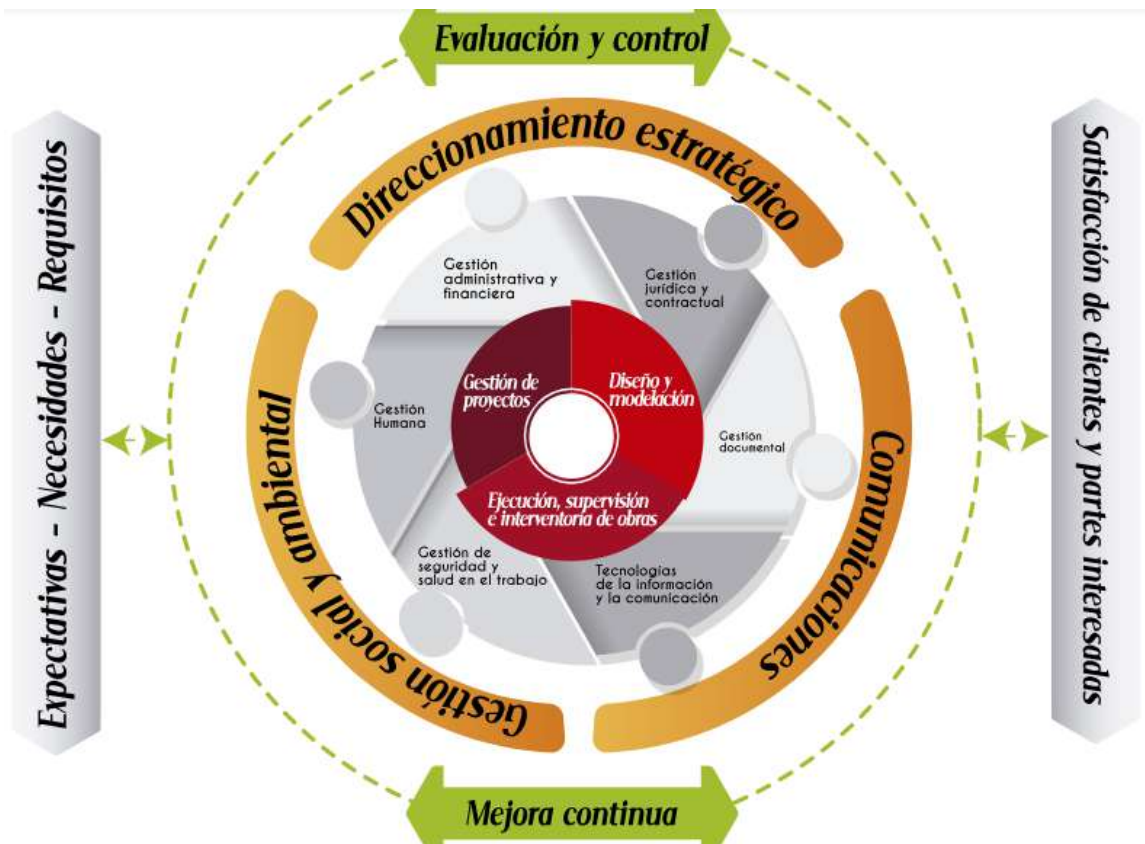 Evaluación y control
Direccionamiento estratégico
Expectativas - Necesidades - Requisitos
Satisfacción de clientes y partes interesadas
Gestión
administrativa y
financiera
Gestión
jurídica y
contractual
Gestión de
proyectos
Diseño y
modelación
Gestión
Humana
Gestión
documental
Ejecución, supervisión
e interventoría de obras
Gestión de
seguridad y
salud en el trabajo
Tecnologías
de la información
y la comunicación
Gestión social y ambiental
Comunicaciones
Mejora continua